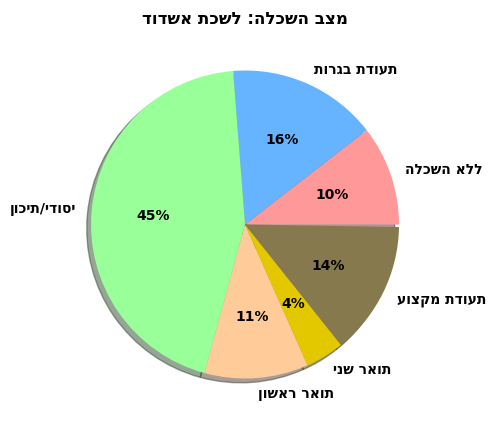 מצב השכלה: לשכת אשדוד
תעודת בגרות
16%
ללא השכלה
10%
יסודי/תיכון
45%
14%
תעודת מקצוע
4%
11%
תואר שני
תואר ראשון